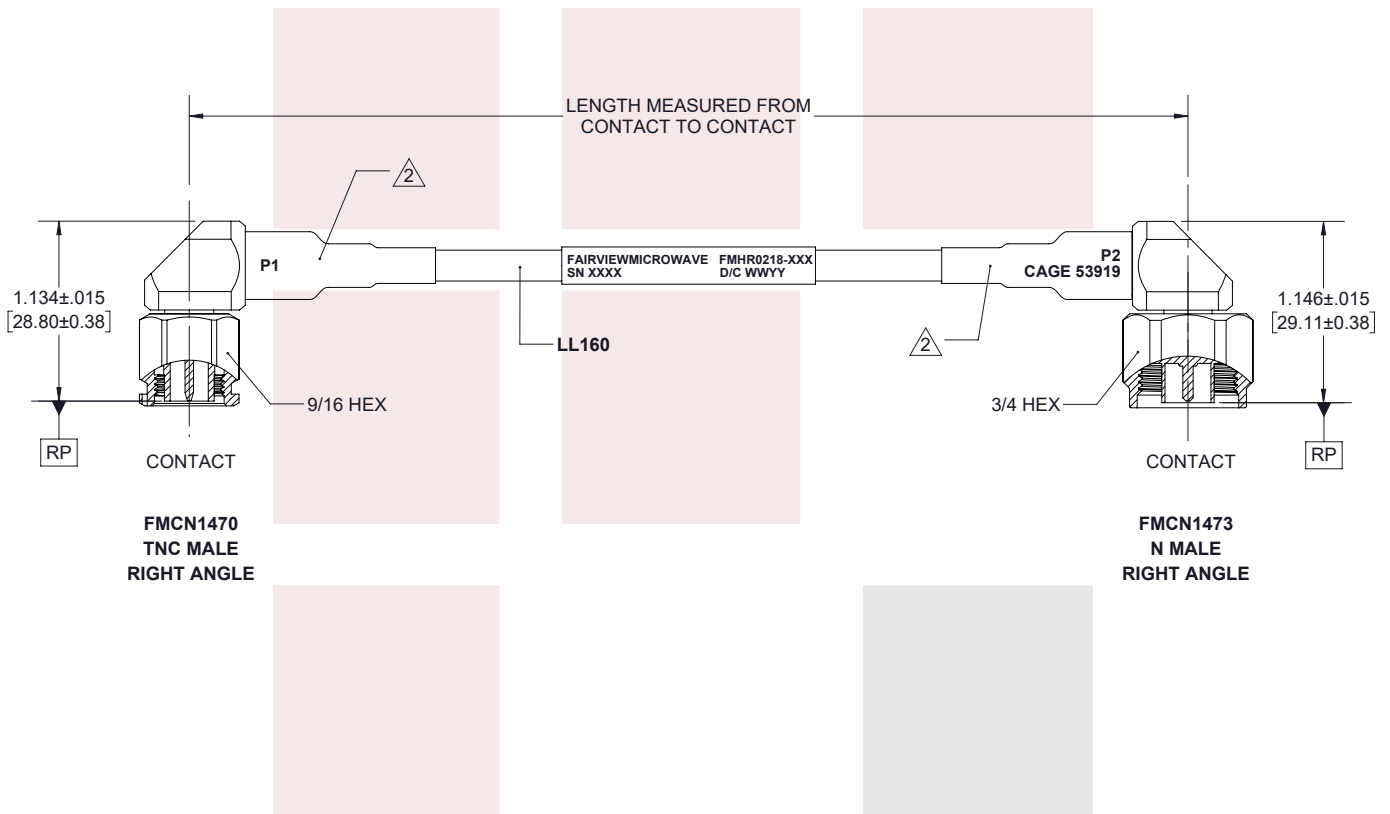 LENGTH MEASURED FROM
CONTACT TO CONTACT
2
P1
FAIRVIEWMICROWAVE FMHR0218-XXX
SN XXXX D/C WWYY
P2
CAGE 53919
1.134±.015
[28.80±0.38]
1.146±.015
[29.11±0.38]
LL160
2
9/16 HEX
3/4 HEX
RP
CONTACT
CONTACT
RP
FMCN1470
TNC MALE
RIGHT ANGLE
FMCN1473
N MALE
RIGHT ANGLE